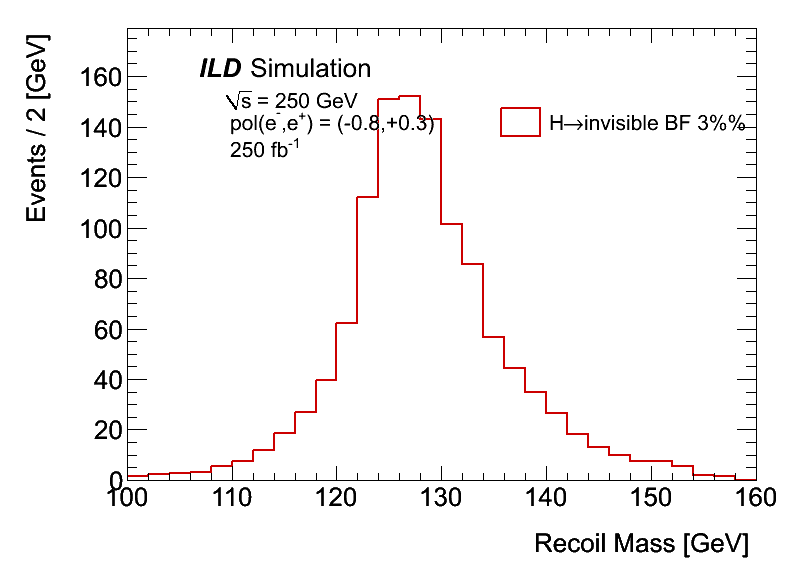 ILD Simulation
√s = 250 GeV
pol(e-,e+) = (-0.8,+0.3)
250 fb-1
H→invisible BF 3%%
Events / 2 [GeV]
160
140
120
100
80
60
40
20
0
100 110 120 130 140 150 160
Recoil Mass [GeV]